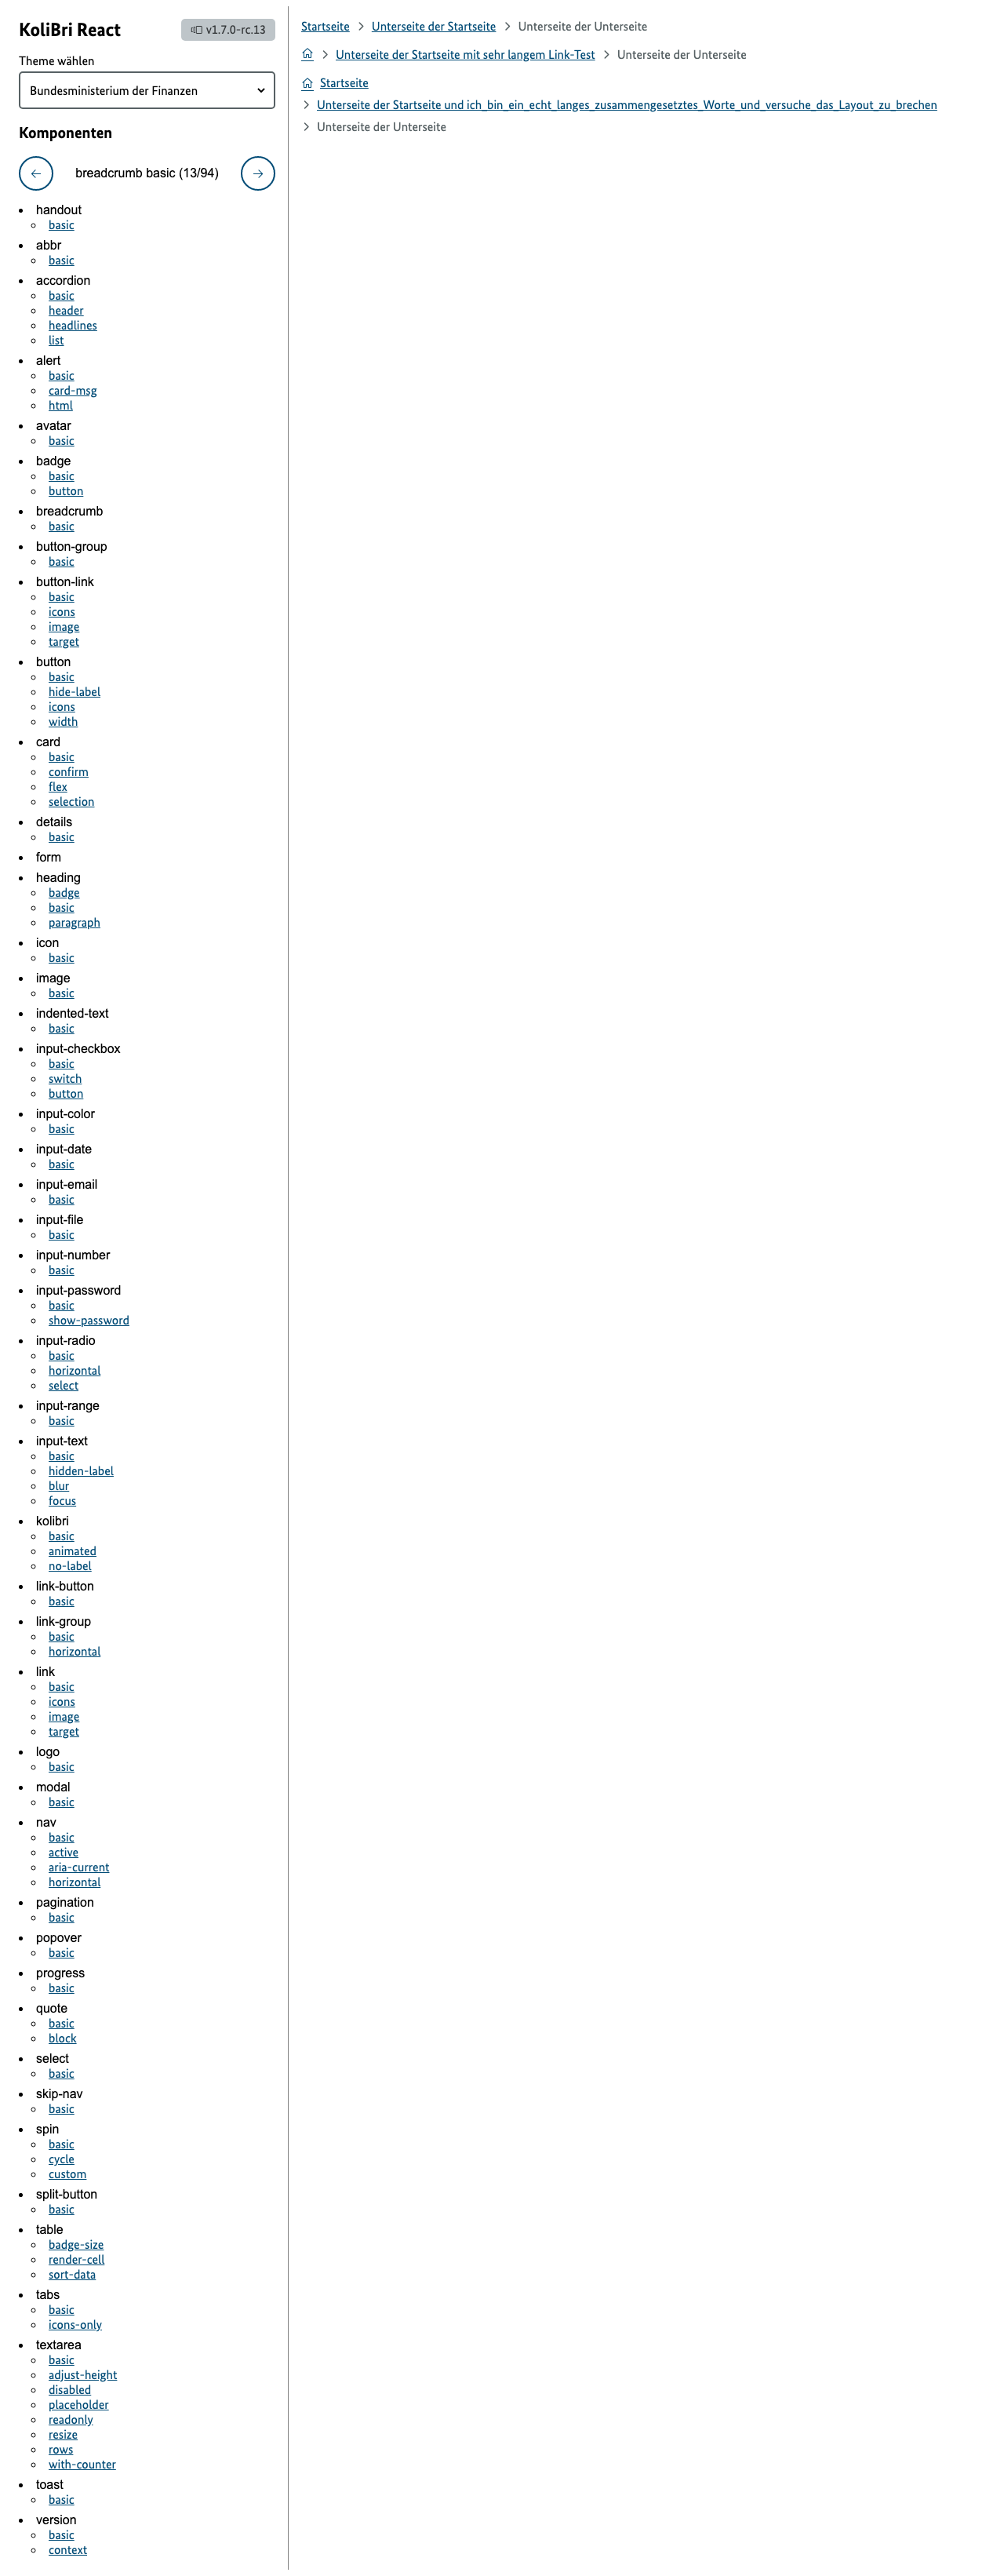 KoliBri React
v1.7.0-rc.13
Theme wählen
Bundesministerium der Finanzen
Komponenten
breadcrumb basic (13/94)
handout
basic
abbr
basic
accordion
basic
header
headlines
list
alert
basic
card-msg
html
avatar
basic
badge
basic
button
breadcrumb
basic
button-group
basic
button-link
basic
icons
image
target
button
basic
hide-label
icons
width
card
basic
confirm
flex
selection
details
basic
form
heading
badge
basic
paragraph
icon
basic
image
basic
indented-text
basic
input-checkbox
basic
switch
button
input-color
basic
input-date
basic
input-email
basic
input-file
basic
input-number
basic
input-password
basic
show-password
input-radio
basic
horizontal
select
input-range
basic
input-text
basic
hidden-label
blur
focus
kolibri
basic
animated
no-label
link-button
basic
link-group
basic
horizontal
link
basic
icons
image
target
logo
basic
modal
basic
nav
basic
active
aria-current
horizontal
pagination
basic
popover
basic
progress
basic
quote
basic
block
select
basic
skip-nav
basic
spin
basic
cycle
custom
split-button
basic
table
badge-size
render-cell
sort-data
tabs
basic
icons-only
textarea
basic
adjust-height
disabled
placeholder
readonly
resize
rows
with-counter
toast
basic
version
basic
context
Startseite Unterseite der Startseite Unterseite der Unterseite
Unterseite der Startseite mit sehr langem Link-Test Unterseite der Unterseite
Startseite
Unterseite der Startseite und ich_bin_ein_echt_langes_zusammengesetztes_Worte_und_versuche_das_Layout_zu_brechen
Unterseite der Unterseite